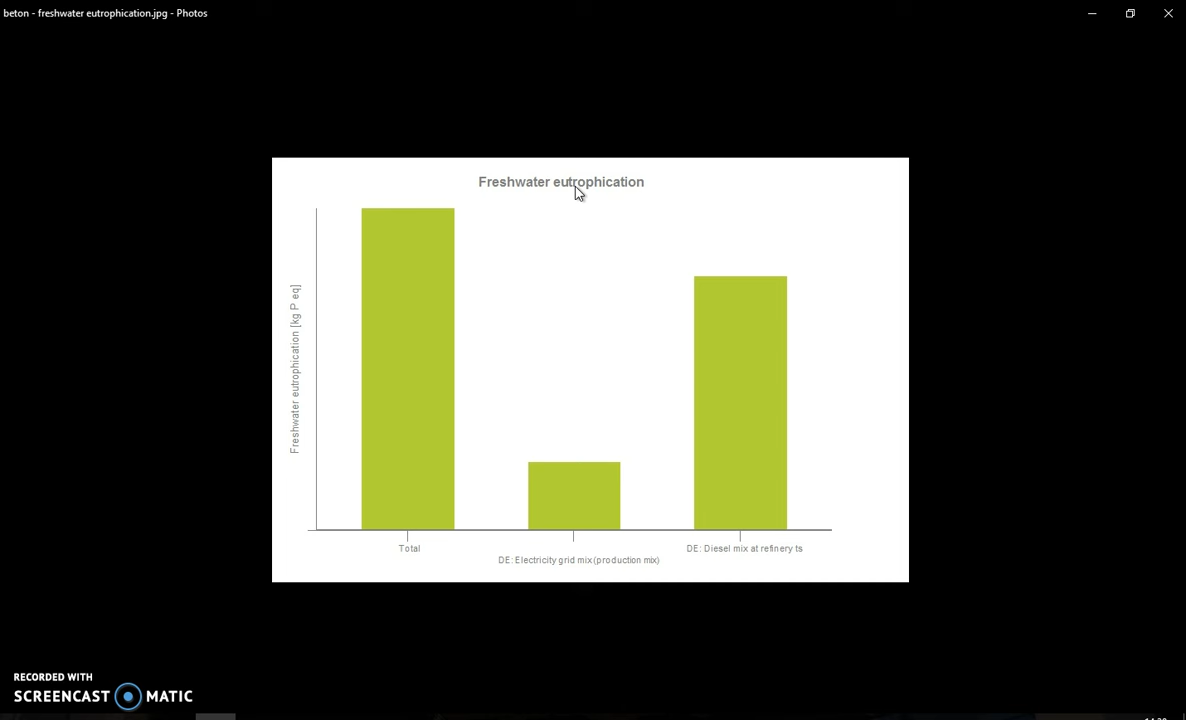 beton - freshwater eutrophication.jpg - Photos
Freshwater eutrophication
Freshwater eutrophication [kg P eq]
Total
DE: Electricity grid mix (production mix)
DE: Diesel mix at refinery ts
RECORDED WITH
SCREENCAST MATIC